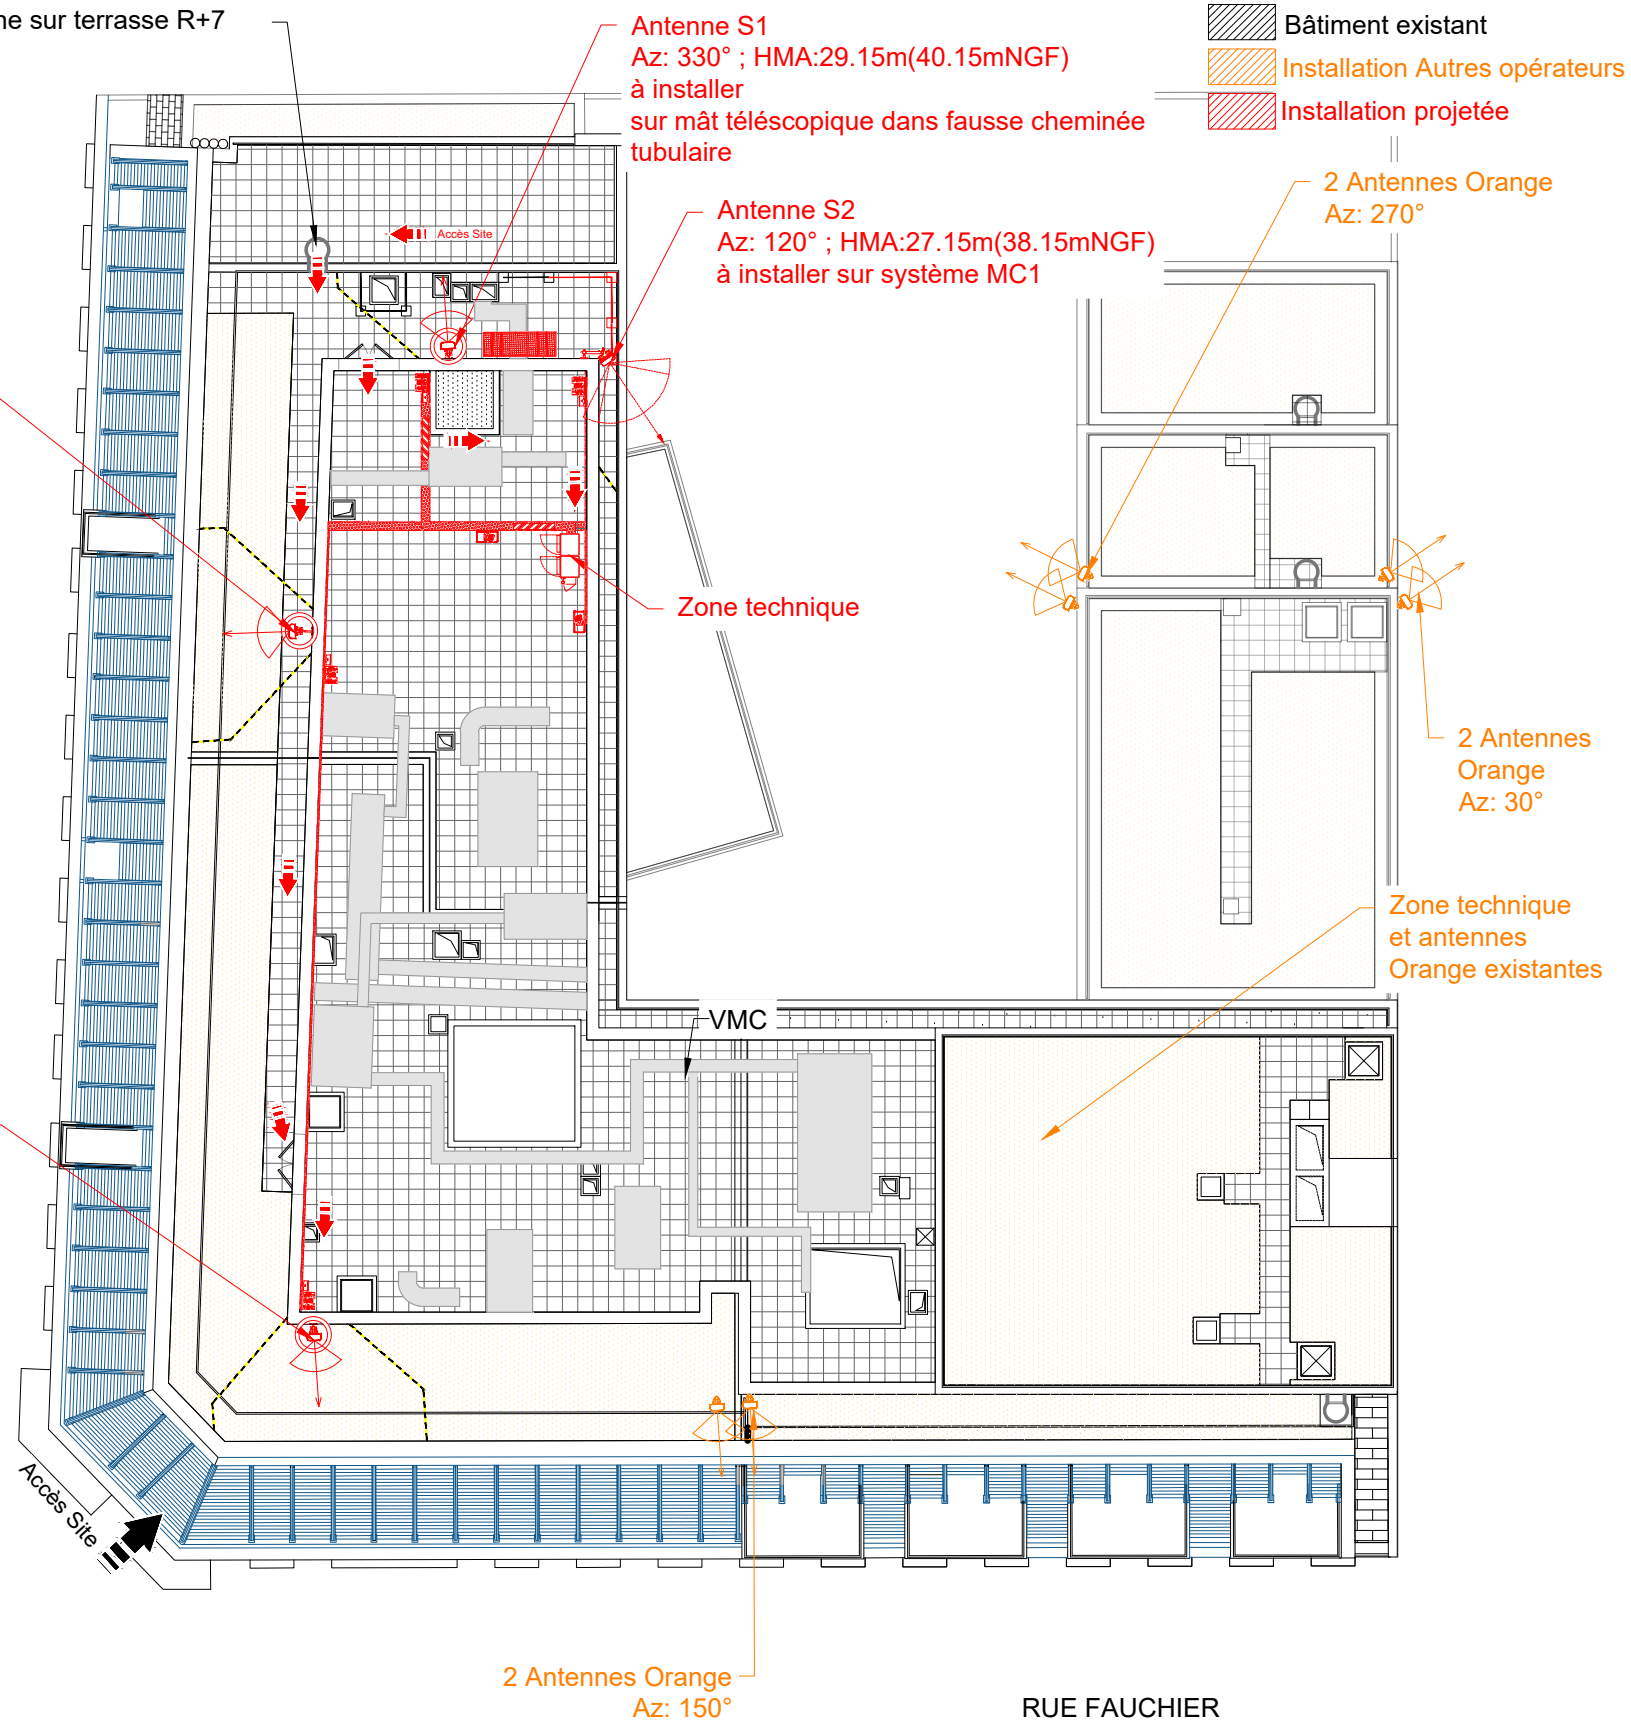 ne sur terrasse R+7
Antenne S1
Az: 330° ; HMA:29.15m(40.15mNGF)
à installer
sur mât téléscopique dans fausse cheminée
tubulaire
Bâtiment existant
Installation Autres opérateurs
Installation projetée
2 Antennes Orange
Az: 270°
Antenne S2
Az: 120° ; HMA:27.15m(38.15mNGF)
à installer sur système MC1
Accès Site
Zone technique
2 Antennes
Orange
Az: 30°
Zone technique
et antennes
Orange existantes
VMC
Accès Site
2 Antennes Orange
Az: 150°
RUE FAUCHIER